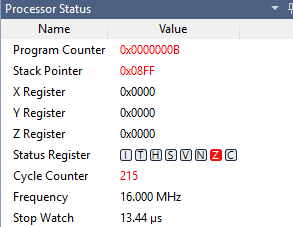 Processor Status
Name Value
Program Counter 0x0000000B
Stack Pointer 0x08FF
X Register 0x0000
Y Register 0x0000
Z Register 0x0000
Status Register I T H S V N Z C
Cycle Counter 215
Frequency 16.000 MHz
Stop Watch 13.44 µs